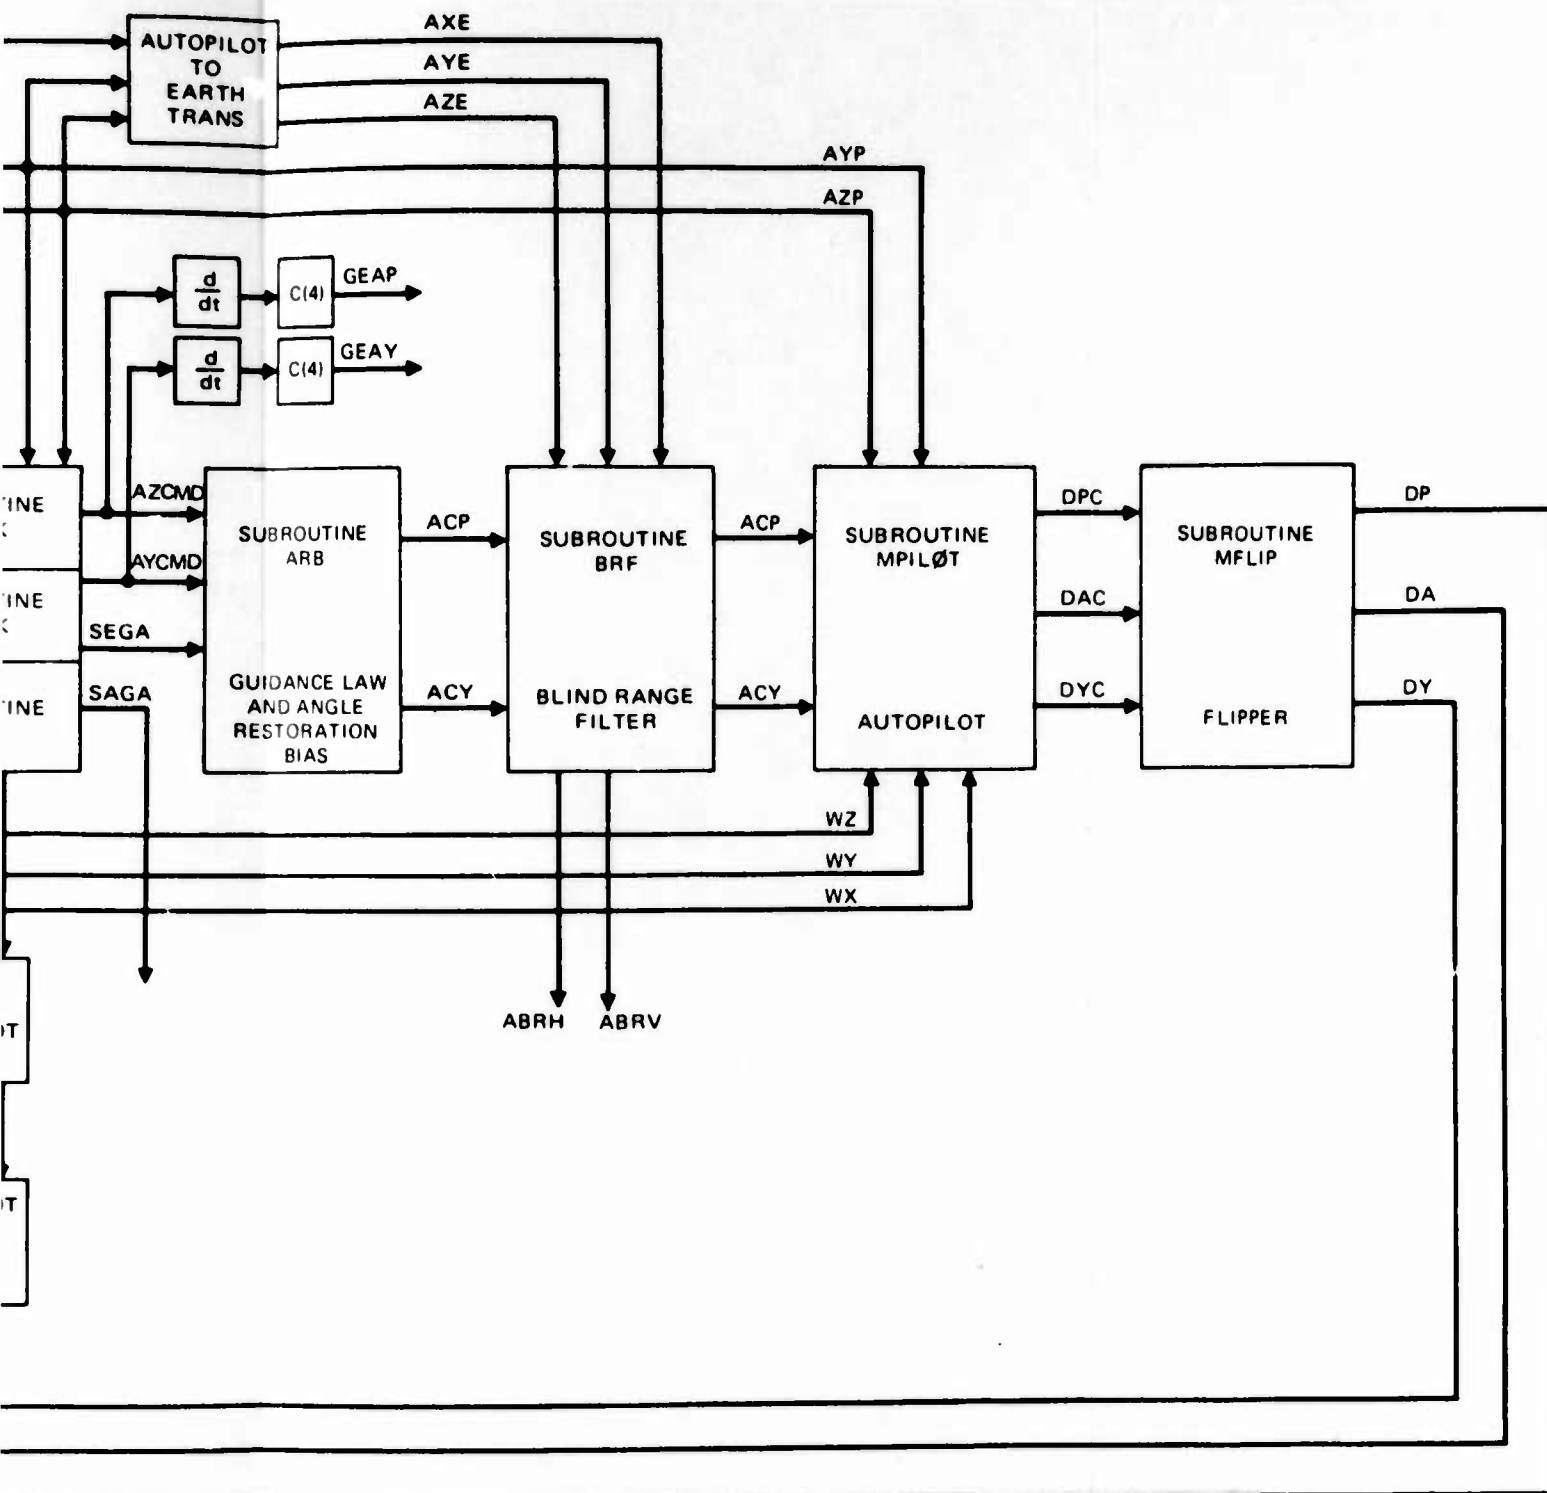 AXE
AUTOPILOT
TO
EARTH
TRANS
AYE
AZE
AYP
AZP
d
dt
C(4)
GEAP
d
dt
C(4)
GEAY
AZCMD
AYCMD
SEGA
SAGA
SUBROUTINE
ARB
GUIDANCE LAW
AND ANGLE
RESTORATION
BIAS
ACP
ACY
SUBROUTINE
BRF
BLIND RANGE
FILTER
ACP
ACY
SUBROUTINE
MPILØT
AUTOPILOT
DPC
DAC
DYC
SUBROUTINE
MFLIP
FLIPPER
DP
DA
DY
WZ
WY
WX
ABRH ABRV